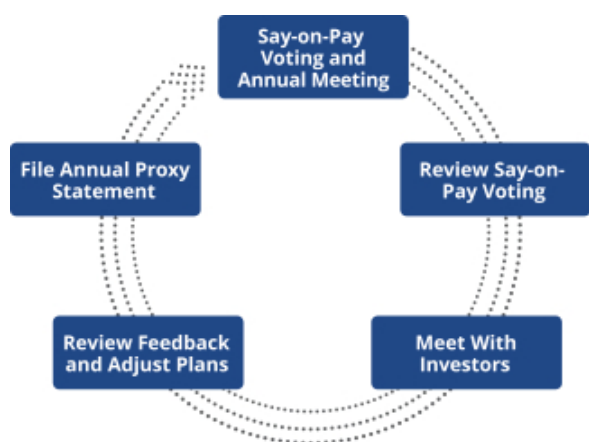 Say-on-Pay
Voting and
Annual Meeting
Review Say-on-
Pay Voting
Meet With
Investors
Review Feedback
and Adjust Plans
File Annual Proxy
Statement